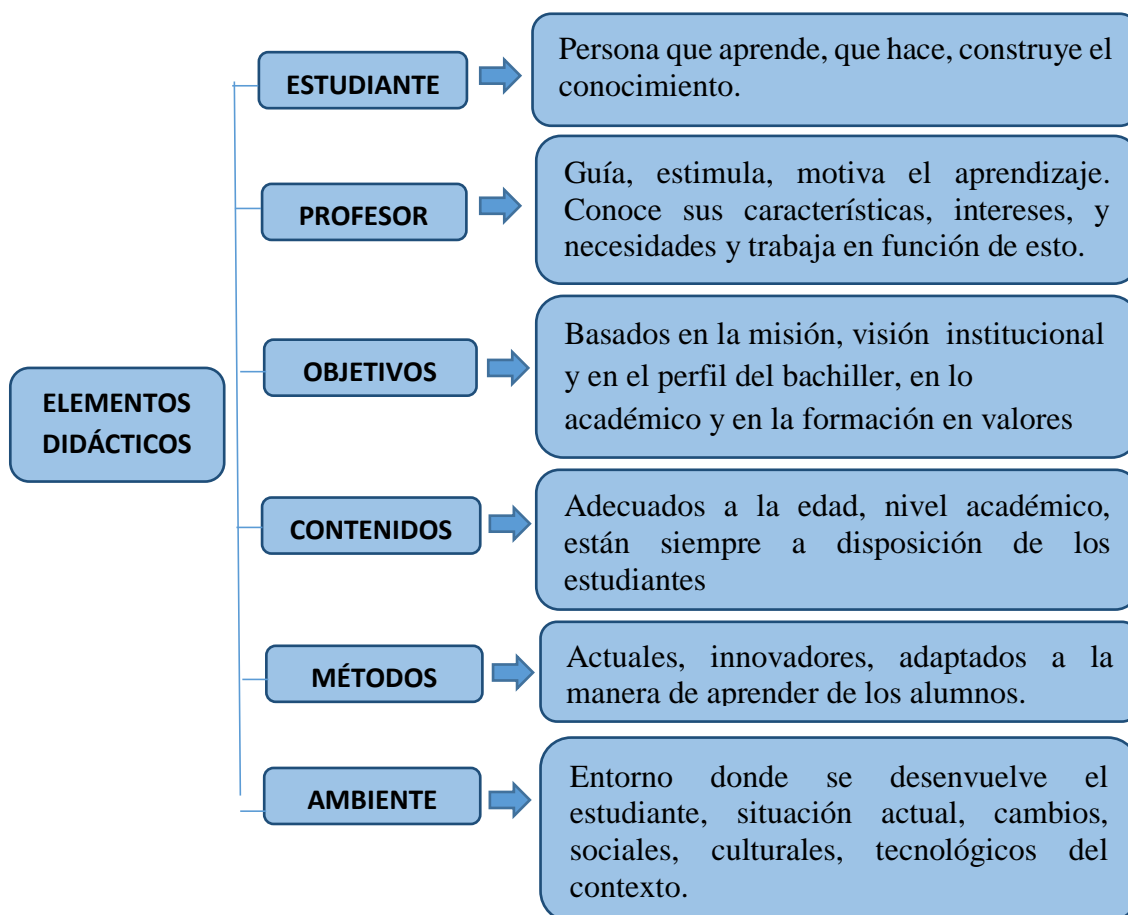 ELEMENTOS
DIDÁCTICOS
ESTUDIANTE
Persona que aprende, que hace, construye el
conocimiento.
PROFESOR
Guía, estimula, motiva el aprendizaje.
Conoce sus características, intereses, y
necesidades y trabaja en función de esto.
OBJETIVOS
Basados en la misión, visión institucional
y en el perfil del bachiller, en lo
académico y en la formación en valores
CONTENIDOS
Adecuados a la edad, nivel académico,
están siempre a disposición de los
estudiantes
MÉTODOS
Actuales, innovadores, adaptados a la
manera de aprender de los alumnos.
AMBIENTE
Entorno donde se desenvuelve el
estudiante, situación actual, cambios,
sociales, culturales, tecnológicos del
contexto.